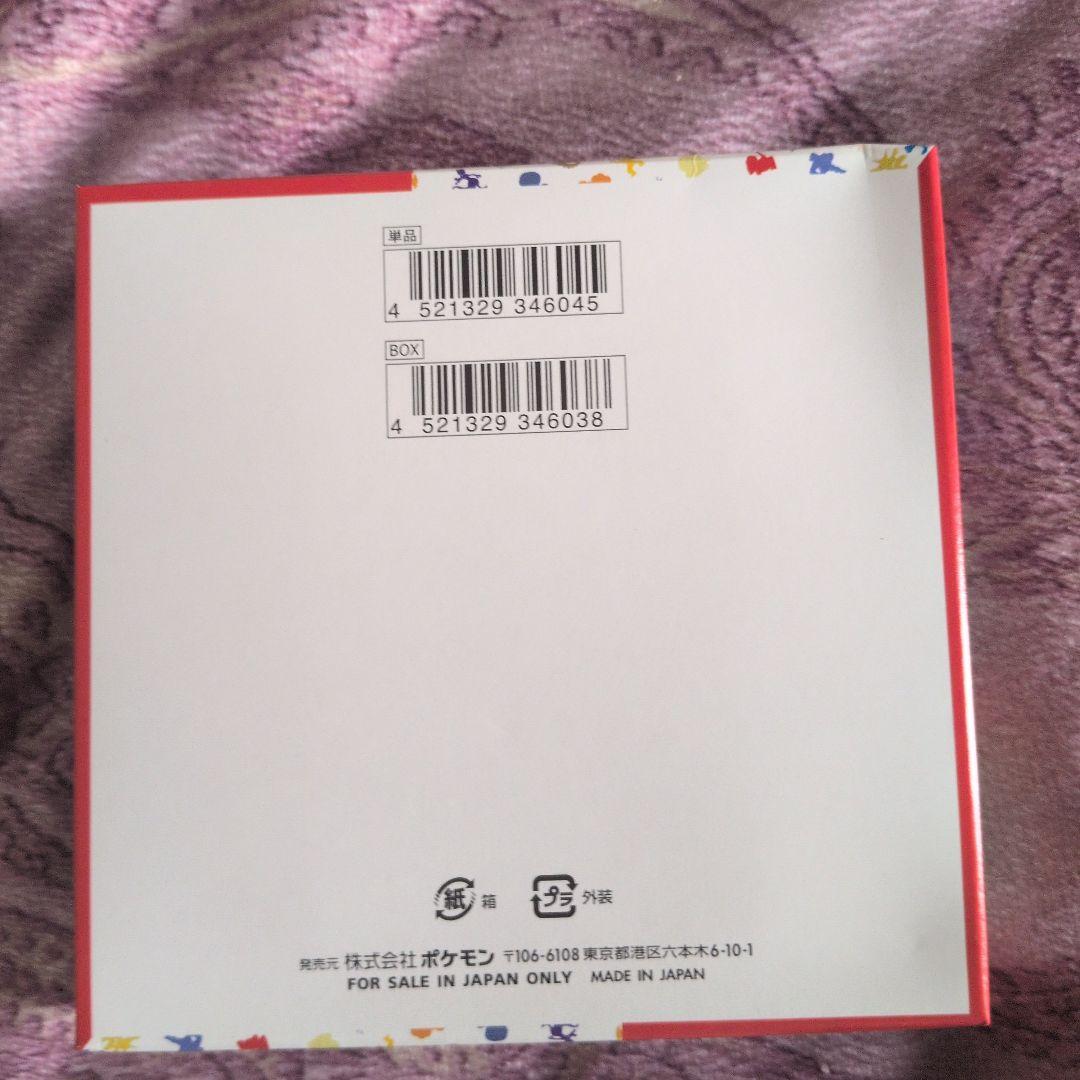 単品
4 521329 346045
BOX
4 521329 346038
紙 箱 プラ 外装
発売元 株式会社ポケモン 〒106-6108 東京都港区六本木6-10-1
FOR SALE IN JAPAN ONLY MADE IN JAPAN